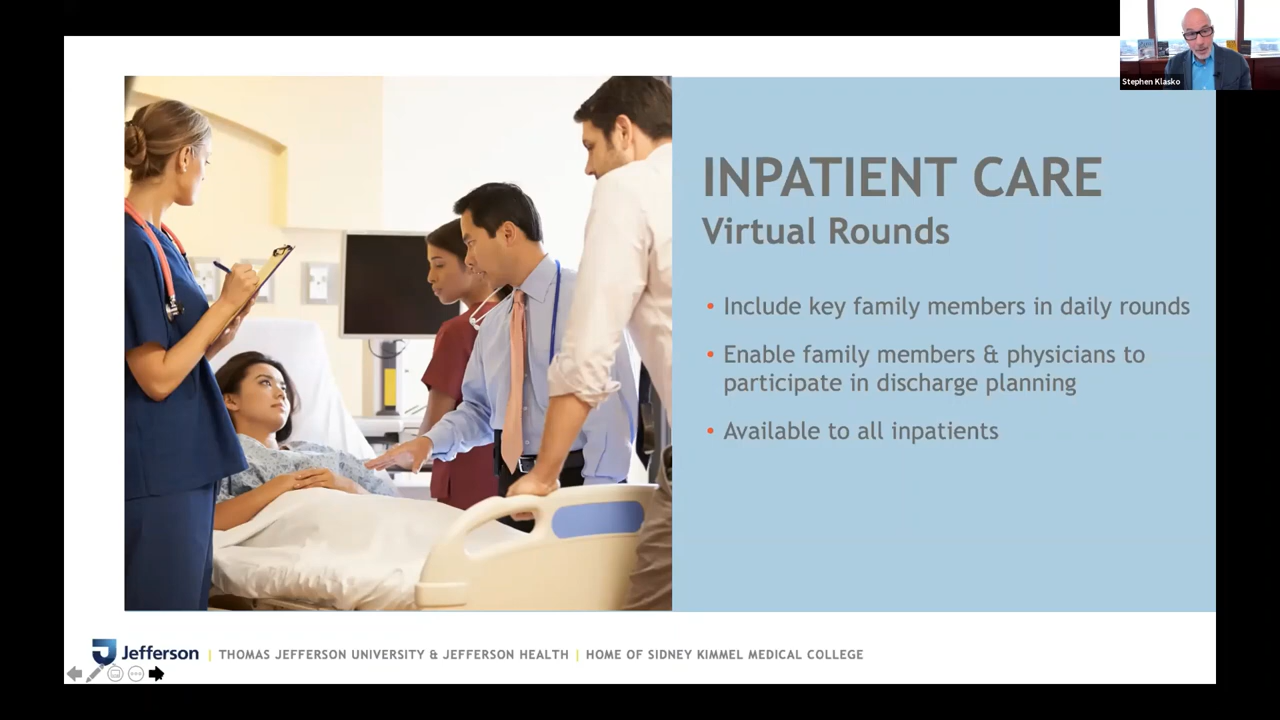 Stephen Klasko
INPATIENT CARE
Virtual Rounds
• Include key family members in daily rounds
• Enable family members & physicians to
participate in discharge planning
• Available to all inpatients
Jefferson | THOMAS JEFFERSON UNIVERSITY & JEFFERSON HEALTH | HOME OF SIDNEY KIMMEL MEDICAL COLLEGE